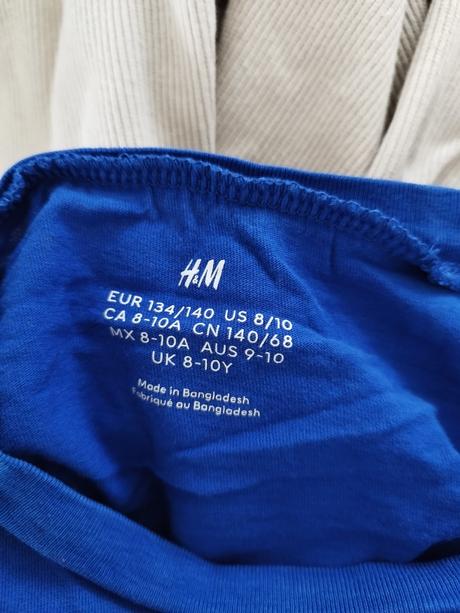 H&M
EUR 134/140 US 8/10
CA 8-10A CN 140/68
MX 8-10A AUS 9-10
UK 8-10Y
Made in Bangladesh
Fabriqué au Bangladesh